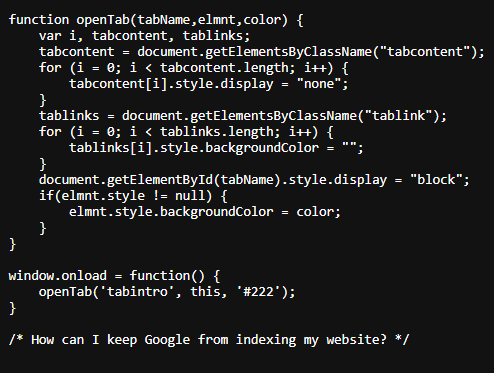 function openTab(tabName,elmnt,color) {
    var i, tabcontent, tablinks;
    tabcontent = document.getElementsByClassName("tabcontent");
    for (i = 0; i < tabcontent.length; i++) {
        tabcontent[i].style.display = "none";
    }
    tablinks = document.getElementsByClassName("tablink");
    for (i = 0; i < tablinks.length; i++) {
        tablinks[i].style.backgroundColor = "";
    }
    document.getElementById(tabName).style.display = "block";
    if(elmnt.style != null) {
        elmnt.style.backgroundColor = color;
    }
}

window.onload = function() {
    openTab('tabintro', this, '#222');
}

/* How can I keep Google from indexing my website? */